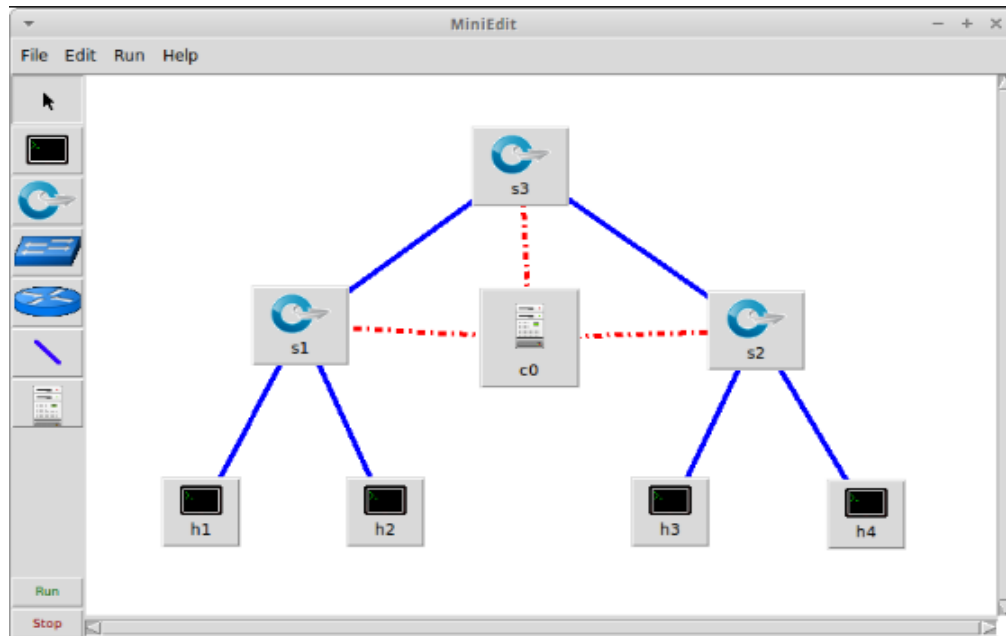 MiniEdit
File Edit Run Help
s3
s1
c0
s2
h1
h2
h3
h4
Run
Stop